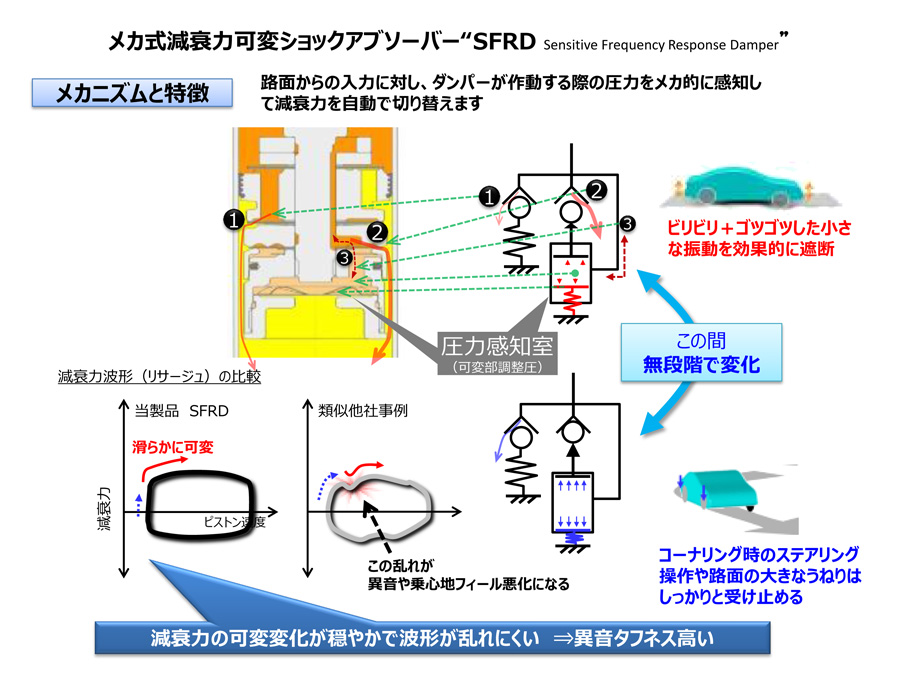 メカ式減衰力可変ショックアブソーバー“SFRD Sensitive Frequency Response Damper”
メカニズムと特徴
路面からの入力に対し、ダンパーが作動する際の圧力をメカ的に感知し
て減衰力を自動で切り替えます
❶
❷
❸
❶
❷
❸
ビリビリ+ゴツゴツした小さ
な振動を効果的に遮断
圧力感知室
（可変部調整圧）
この間
無段階で変化
減衰力波形（リサージュ）の比較
当製品 SFRD
滑らかに可変
減衰力
ピストン速度
類似他社事例
この乱れが
異音や乗心地フィール悪化になる
コーナリング時のステアリング
操作や路面の大きなうねりは
しっかりと受け止める
減衰力の可変変化が穏やかで波形が乱れにくい ⇒異音タフネス高い